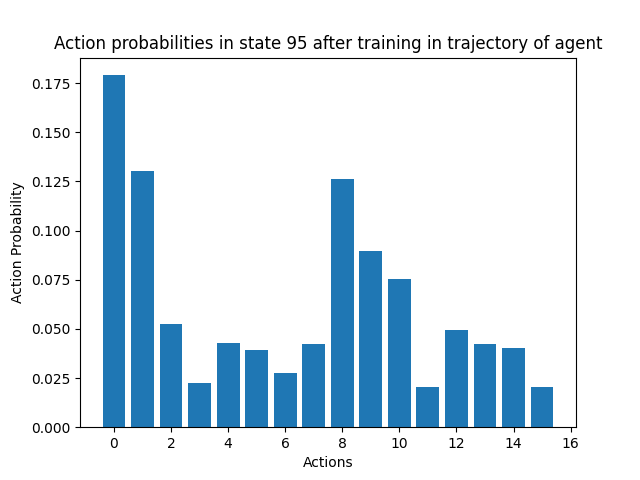 Action probabilities in state 95 after training in trajectory of agent
0.175
0.150
0.125
0.100
0.075
0.050
0.025
0.000
Action Probability
0 2 4 6 8 10 12 14 16
Actions